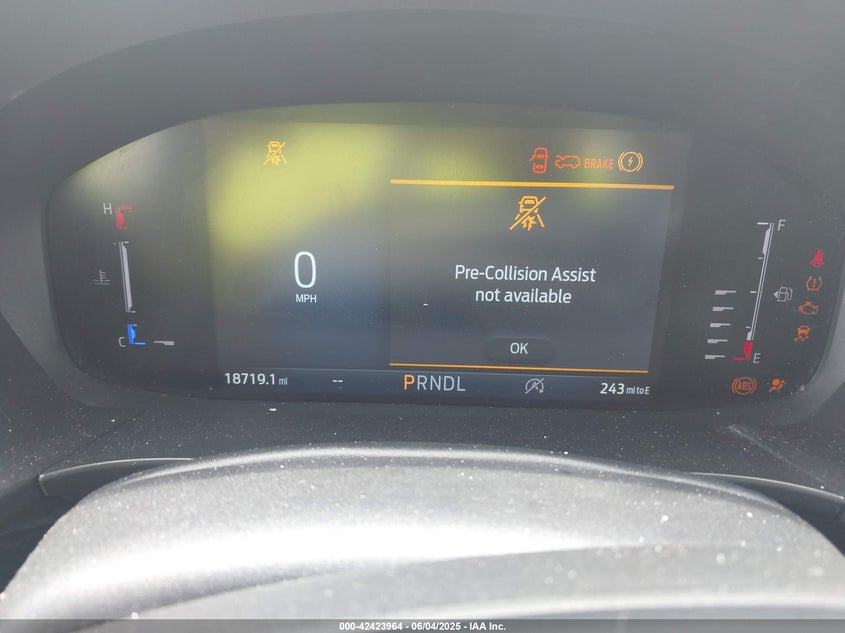 BRAKE
H
F
Pre-Collision Assist
not available
0
MPH
C
E
OK
18719.1 mi
--
PRNDL
243 mi to E
ABS
000-42423964 - 06/04/2025 - IAA Inc.